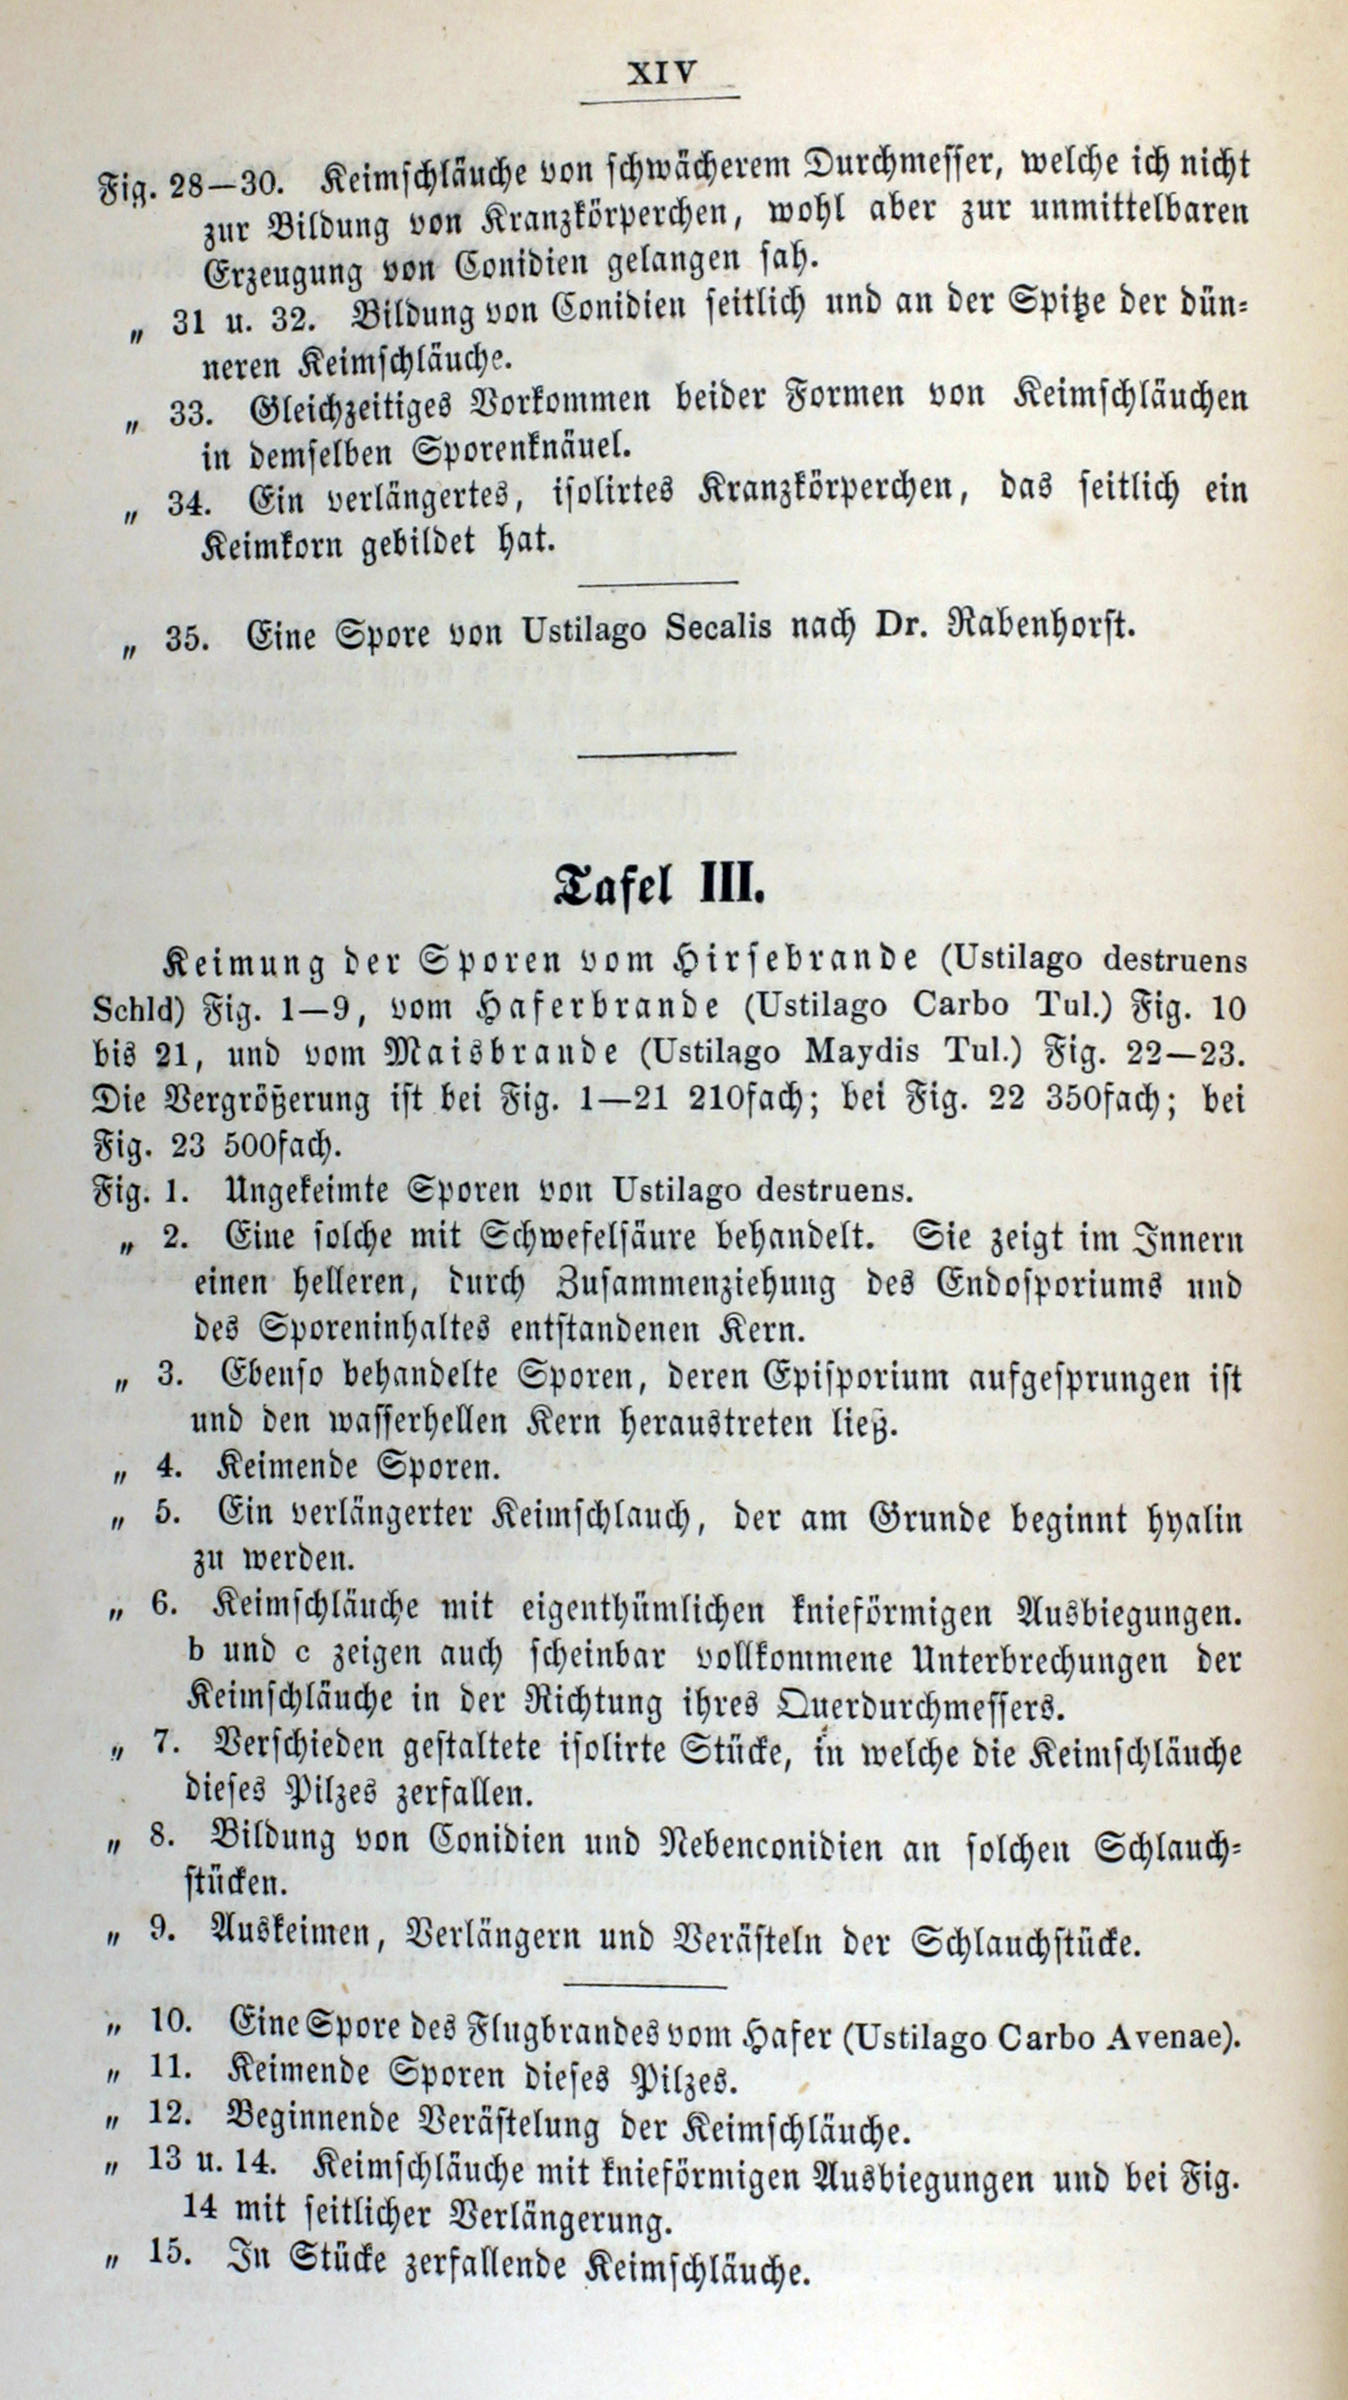 XIV
Fig. 28—30. Keimschläuche von schwächerem Durchmesser, welche ich nicht
zur Bildung von Kranzkörperchen, wohl aber zur unmittelbaren
Erzeugung von Conidien gelangen sah.
„ 31 u. 32. Bildung von Conidien seitlich und an der Spitze der dün-
neren Keimschläuche.
„ 33. Gleichzeitiges Vorkommen beider Formen von Keimschläuchen
in demselben Sporenknäuel.
„ 34. Ein verlängertes, isolirtes Kranzkörperchen, das seitlich ein
Keimkorn gebildet hat.
„ 35. Eine Spore von Ustilago Secalis nach Dr. Rabenhorst.
Tafel III.
Keimung der Sporen vom Hirsebrande (Ustilago destruens
Schld) Fig. 1—9, vom Haferbrande (Ustilago Carbo Tul.) Fig. 10
bis 21, und vom Maisbrande (Ustilago Maydis Tul.) Fig. 22—23.
Die Vergrößerung ist bei Fig. 1—21 210fach; bei Fig. 22 350fach; bei
Fig. 23 500fach.
Fig. 1. Ungekeimte Sporen von Ustilago destruens.
„ 2. Eine solche mit Schwefelsäure behandelt. Sie zeigt im Innern
einen helleren, durch Zusammenziehung des Endosporiums und
des Sporeninhaltes entstandenen Kern.
„ 3. Ebenso behandelte Sporen, deren Episporium aufgesprungen ist
und den wasserhellen Kern heraustreten ließ.
„ 4. Keimende Sporen.
„ 5. Ein verlängerter Keimschlauch, der am Grunde beginnt hyalin
zu werden.
„ 6. Keimschläuche mit eigenthümlichen knieförmigen Ausbiegungen.
b und c zeigen auch scheinbar vollkommene Unterbrechungen der
Keimschläuche in der Richtung ihres Querdurchmessers.
„ 7. Verschieden gestaltete isolirte Stücke, in welche die Keimschläuche
dieses Pilzes zerfallen.
„ 8. Bildung von Conidien und Nebenconidien an solchen Schlauch-
stücken.
„ 9. Auskeimen, Verlängern und Verästeln der Schlauchstücke.
„ 10. Eine Spore des Flugbrandes vom Hafer (Ustilago Carbo Avenae).
„ 11. Keimende Sporen dieses Pilzes.
„ 12. Beginnende Verästelung der Keimschläuche.
„ 13 u. 14. Keimschläuche mit knieförmigen Ausbiegungen und bei Fig.
14 mit seitlicher Verlängerung.
„ 15. In Stücke zerfallende Keimschläuche.